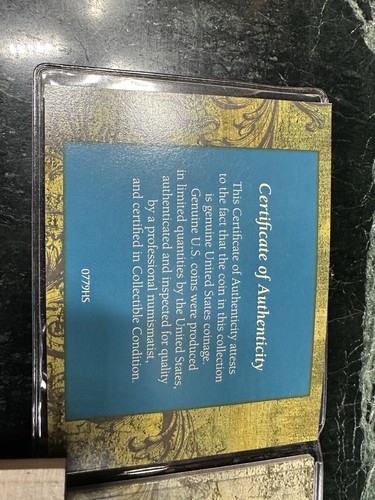 Certificate of Authenticity
This Certificate of Authenticity attests
to the fact that the coin in this collection
is genuine United States coinage.
Genuine U.S. coins were produced
in limited quantities by the United States,
authenticated and inspected for quality
by a professional numismatist,
and certified in Collectible Condition.
0779HS